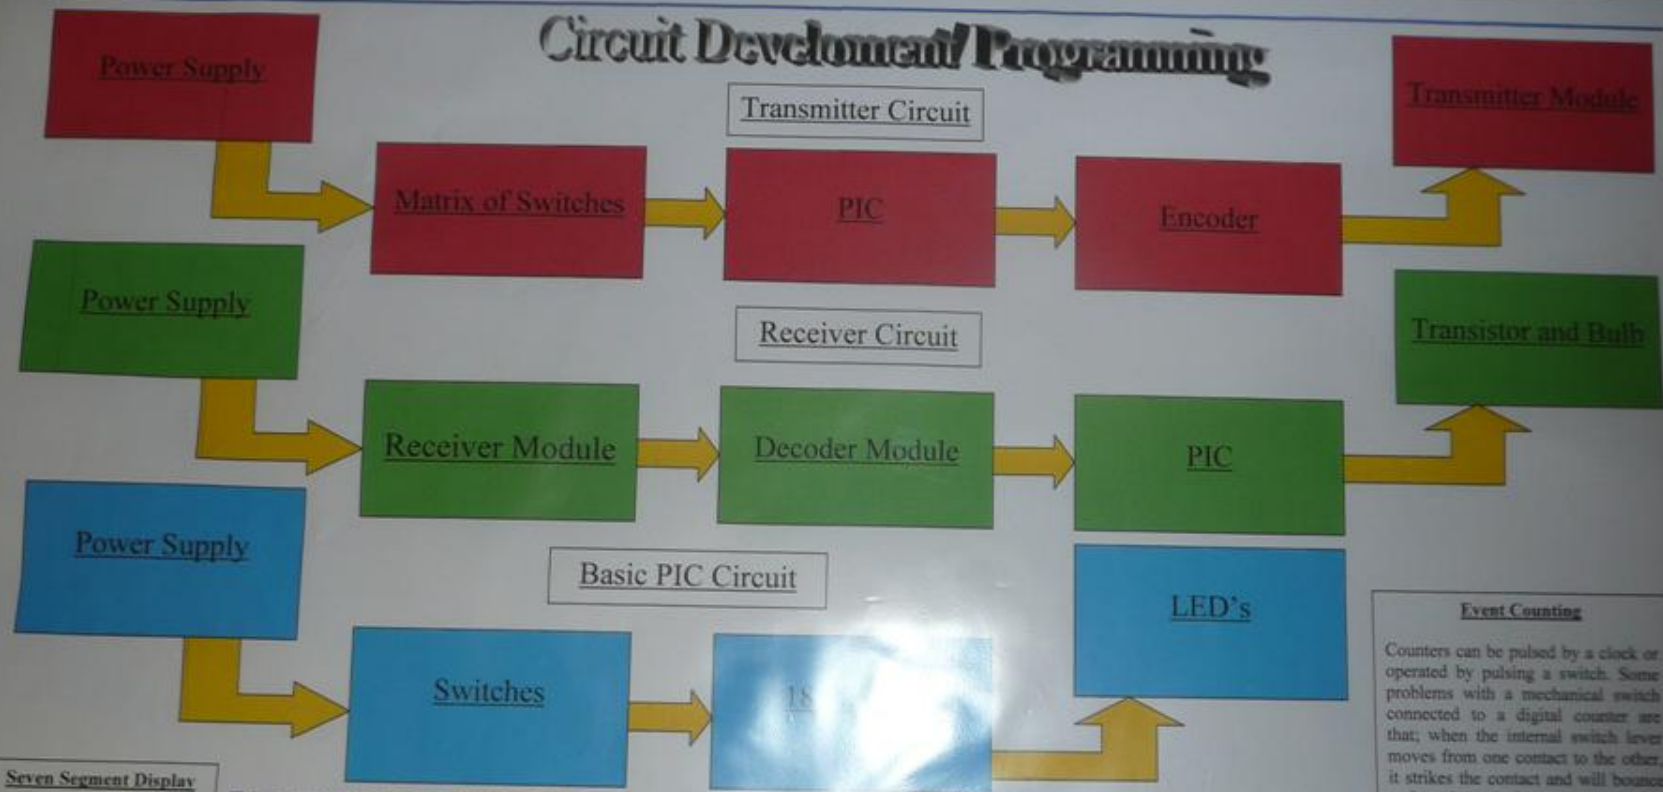 Circuit Develoment/ Programming
Power Supply
Transmitter Circuit
Transmitter Module
Matrix of Switches
PIC
Encoder
Power Supply
Receiver Circuit
Transistor and Bulb
Receiver Module
Decoder Module
PIC
Power Supply
Basic PIC Circuit
LED's
Switches
18
Event Counting
Counters can be pulsed by a clock or
operated by pulsing a switch. Some
problems with a mechanical switch
connected to a digital counter are
that; when the internal switch lever
moves from one contact to the other,
it strikes the contact and will bounce
Seven Segment Display